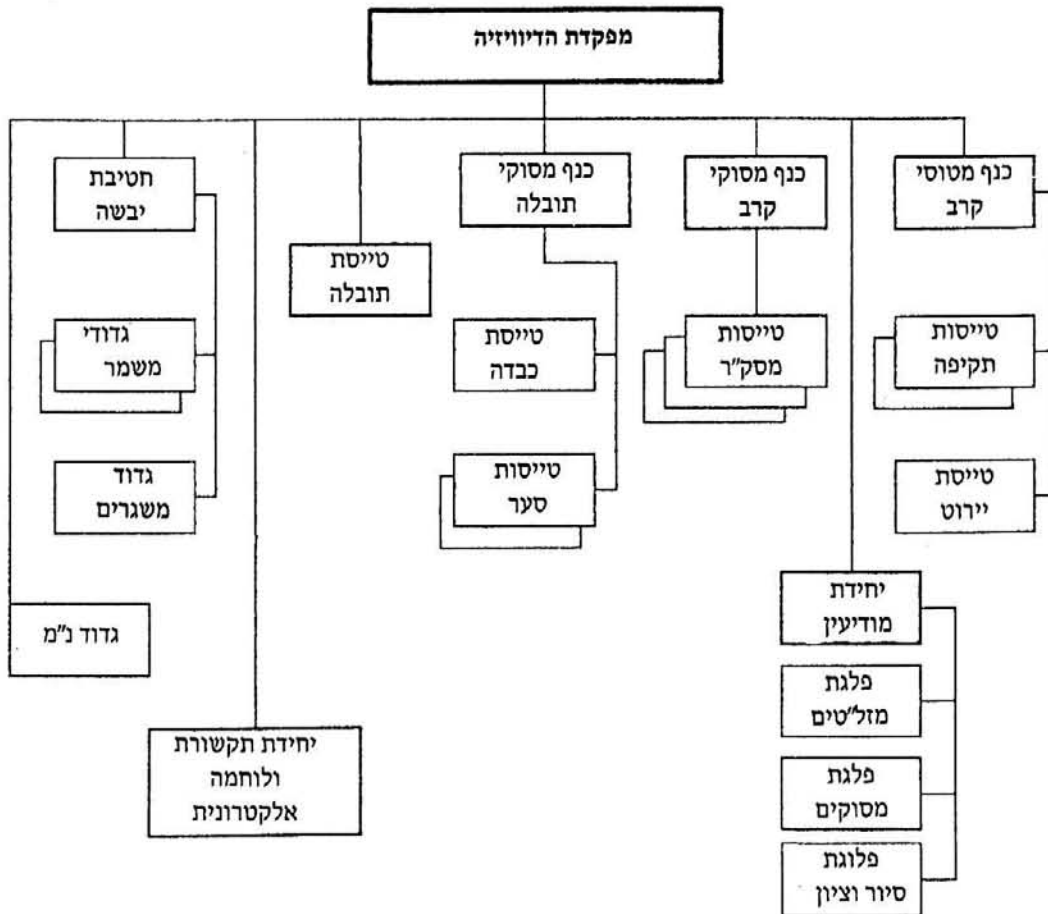 מפקדת הדיוויזיה
כנף מטוסי
קרב
טייסות
תקיפה
טייסת
יירוט
כנף מסוקי
קרב
טייסות
מסק"ר
כנף מסוקי
תובלה
טייסת
כבדה
טייסות
סער
טייסת
תובלה
חטיבת
יבשה
גדודי
משמר
גדוד
משגרים
יחידת
מודיעין
פלגת
מזל"טים
פלגת
מסוקים
פלוגת
סיור וציון
גדוד נ"מ
יחידת תקשורת
ולוחמה
אלקטרונית